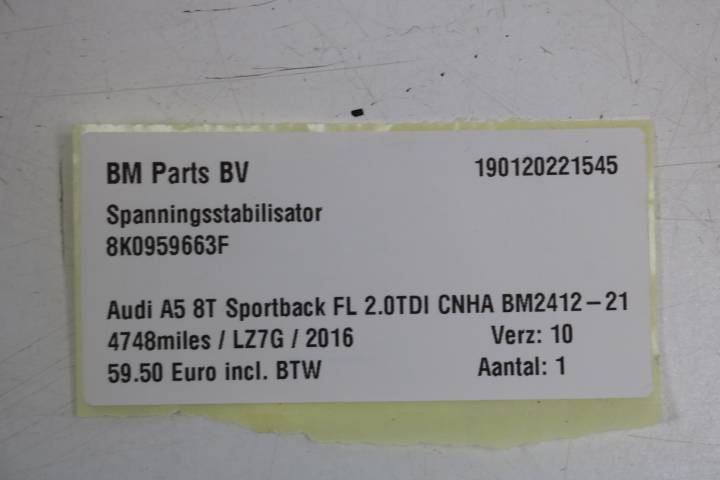 BM Parts BV 190120221545
Spanningsstabilisator
8K0959663F
Audi A5 8T Sportback FL 2.0TDI CNHA BM2412-21
4748miles / LZ7G / 2016 Verz: 10
59.50 Euro incl. BTW Aantal: 1